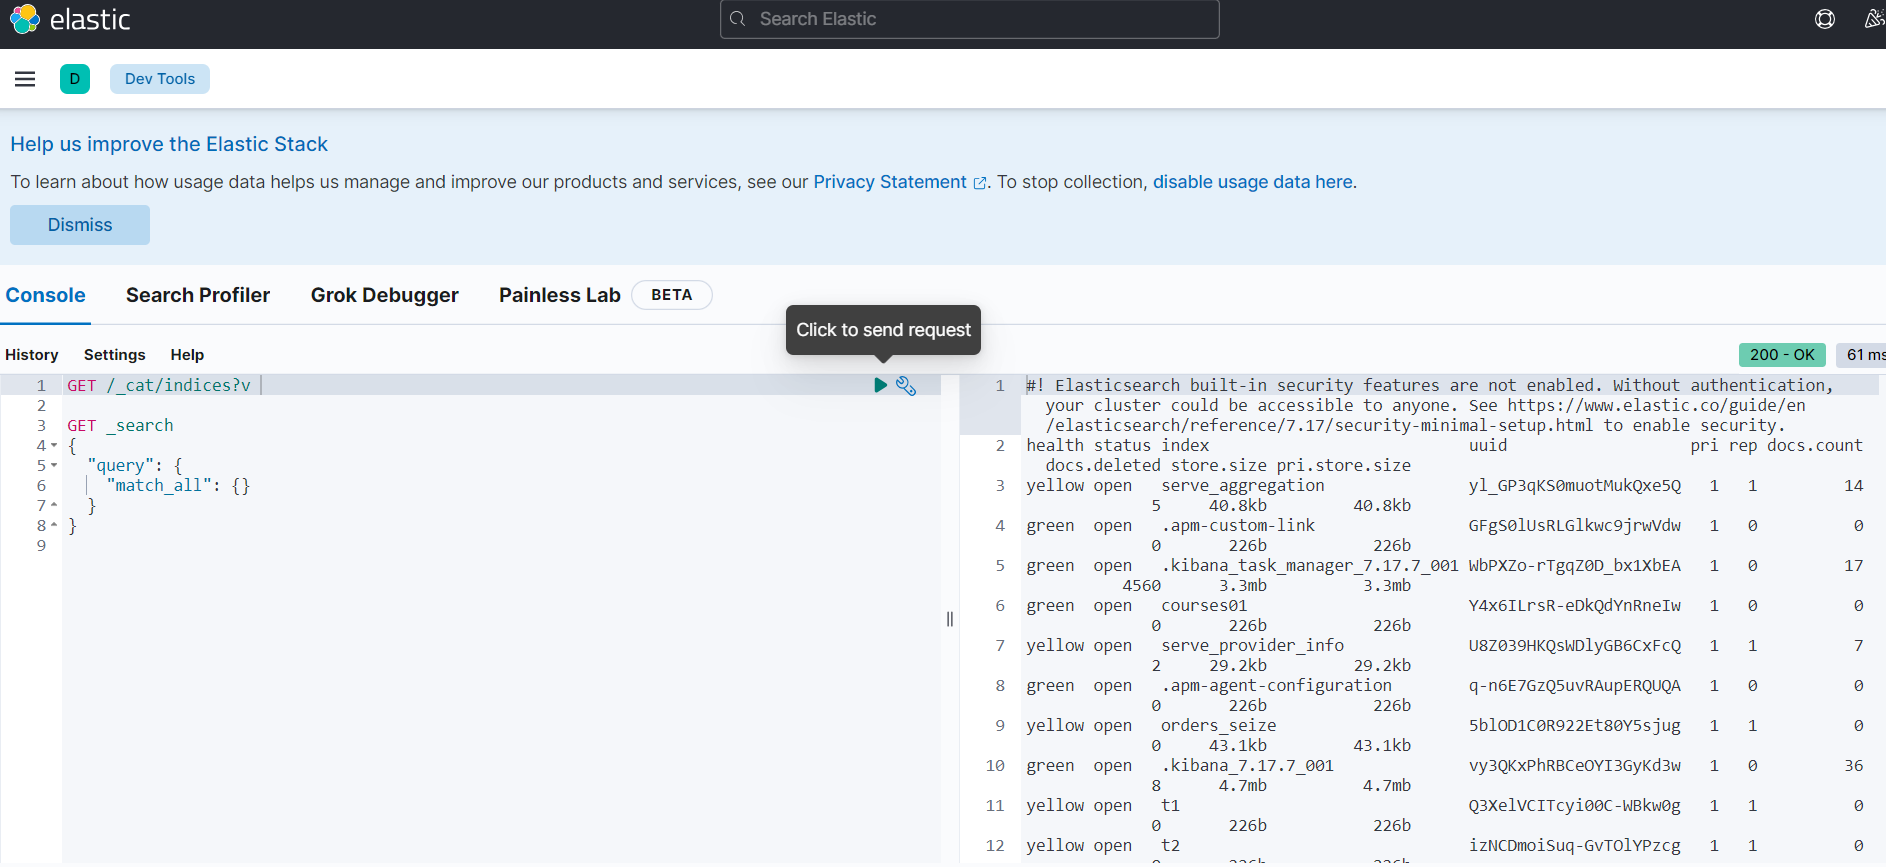 elastic
Search Elastic
D
Dev Tools
Help us improve the Elastic Stack
To learn about how usage data helps us manage and improve our products and services, see our Privacy Statement. To stop collection, disable usage data here.
Dismiss
Console Search Profiler Grok Debugger Painless Lab BETA
Click to send request
History Settings Help
200 - OK 61 ms
1 GET /_cat/indices?v
2
3 GET _search
4 {
5 "query": {
6 "match_all": {}
7 }
8 }
9
1 #! Elasticsearch built-in security features are not enabled. Without authentication,
your cluster could be accessible to anyone. See https://www.elastic.co/guide/en
/elasticsearch/reference/7.17/security-minimal-setup.html to enable security.
2 health status index uuid pri rep docs.count
docs.deleted store.size pri.store.size
3 yellow open serve_aggregation yl_GP3qKS0muotMukQxe5Q 1 1 14
5 40.8kb 40.8kb
4 green open .apm-custom-link GFgS0lUsRLGlkwc9jrwVdw 1 0 0
0 226b 226b
5 green open .kibana_task_manager_7.17.7_001 WbPXZo-rTgqZ0D_bx1XbEA 1 0 17
4560 3.3mb 3.3mb
6 green open courses01 Y4x6ILrsR-eDkQdYnRneIw 1 0 0
0 226b 226b
7 yellow open serve_provider_info U8Z039HKQsWDlyGB6CxFcQ 1 1 7
2 29.2kb 29.2kb
8 green open .apm-agent-configuration q-n6E7GzQ5uvRAupERQUQA 1 0 0
0 226b 226b
9 yellow open orders_seize 5blOD1C0R922Et80Y5sjug 1 1 0
0 43.1kb 43.1kb
10 green open .kibana_7.17.7_001 vy3QKxPhRBCeOYI3GyKd3w 1 0 36
8 4.7mb 4.7mb
11 yellow open t1 Q3XelVCITcyi00C-WBkw0g 1 1 0
0 226b 226b
12 yellow open t2 izNCDmoiSuq-GvTOlYPzcg 1 1 0